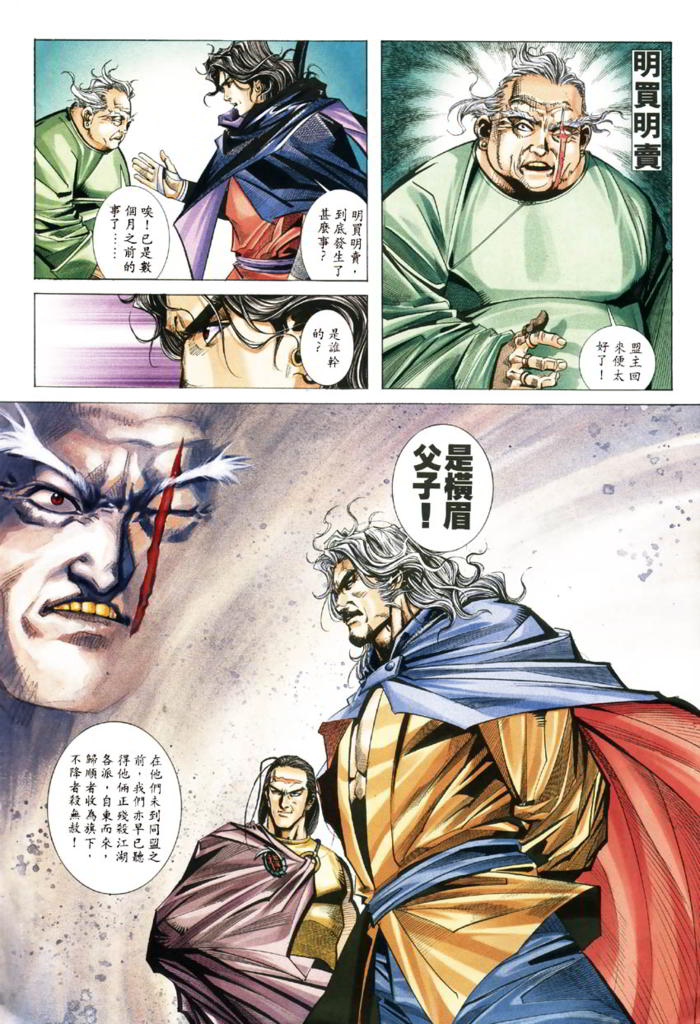 明買明賣
盟主回
來便太
好了！
明買明賣，
到底發生了
甚麼事？
唉！已是數
個月之前的
事了……
是誰幹
的？
是橫眉
父子！
在他們未到同盟之
前，我們亦早已聽
得他倆正殘殺江湖
各派，自東而來，
歸順者收為旗下，
不降者殺無赦！